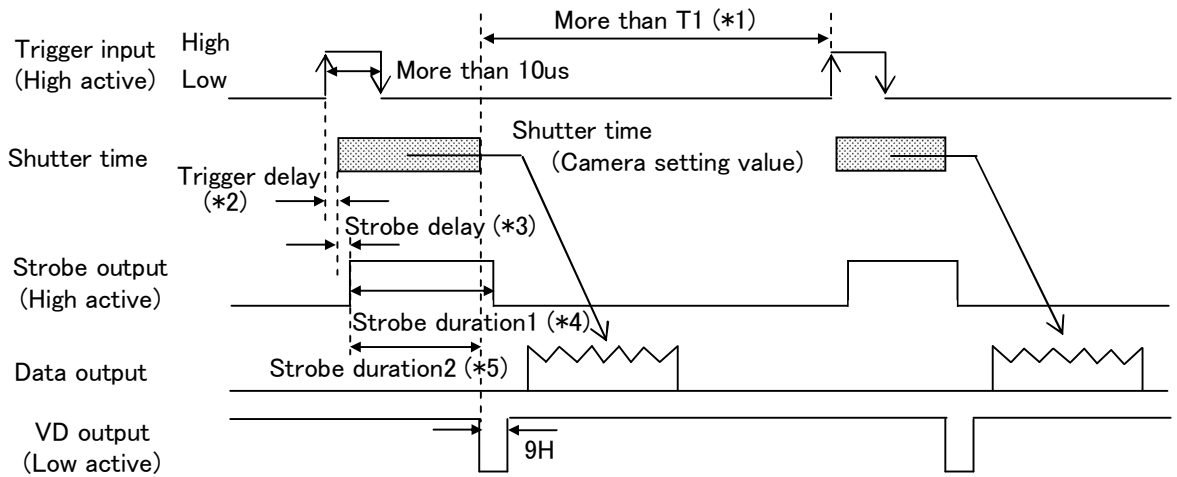 More than T1 (*1)
Trigger input
(High active)
High
Low
More than 10us
Shutter time
Shutter time
(Camera setting value)
Trigger delay
(*2)
Strobe delay (*3)
Strobe output
(High active)
Strobe duration1 (*4)
Strobe duration2 (*5)
Data output
VD output
(Low active)
9H